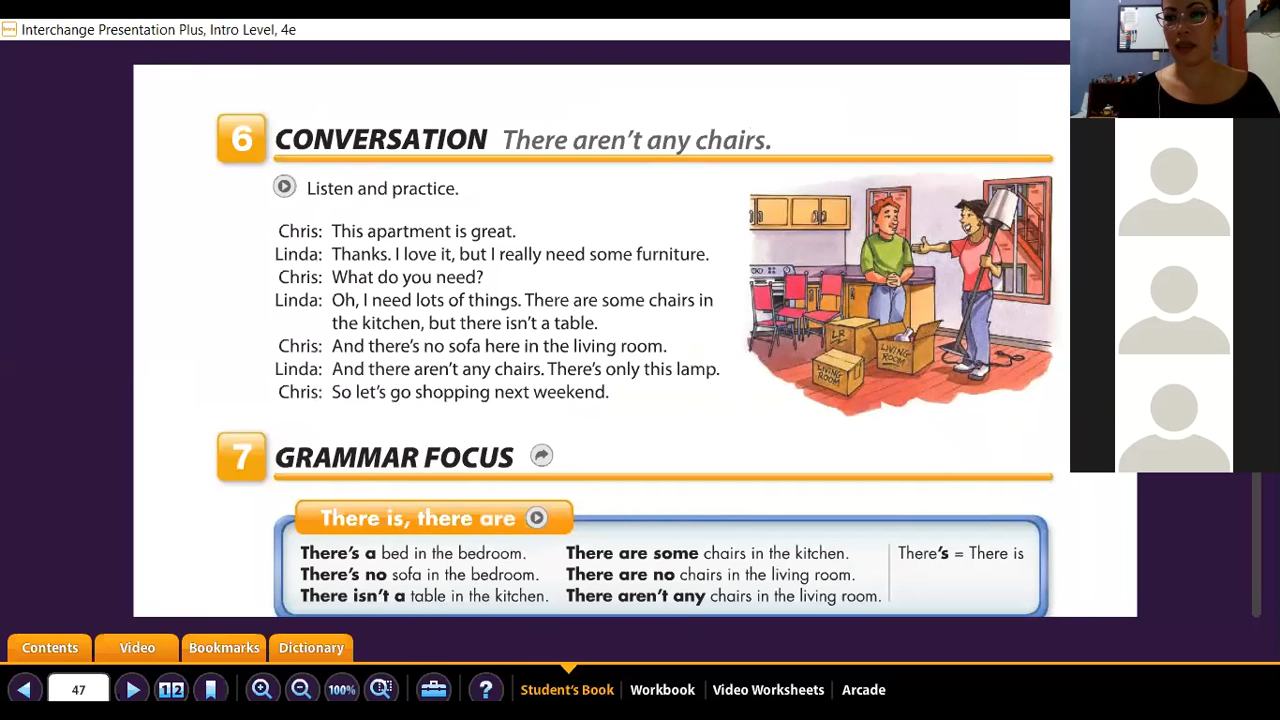 Interchange Presentation Plus, Intro Level, 4e
6 CONVERSATION There aren't any chairs.
Listen and practice.
Chris: This apartment is great.
Linda: Thanks. I love it, but I really need some furniture.
Chris: What do you need?
Linda: Oh, I need lots of things. There are some chairs in
the kitchen, but there isn't a table.
Chris: And there's no sofa here in the living room.
Linda: And there aren't any chairs. There's only this lamp.
Chris: So let's go shopping next weekend.
LR
LIVING
ROOM
LIVING
ROOM
7 GRAMMAR FOCUS
There is, there are
There's a bed in the bedroom. There are some chairs in the kitchen. There's = There is
There's no sofa in the bedroom. There are no chairs in the living room.
There isn't a table in the kitchen. There aren't any chairs in the living room.
Contents Video Bookmarks Dictionary
47 12 100% ? Student's Book Workbook Video Worksheets Arcade